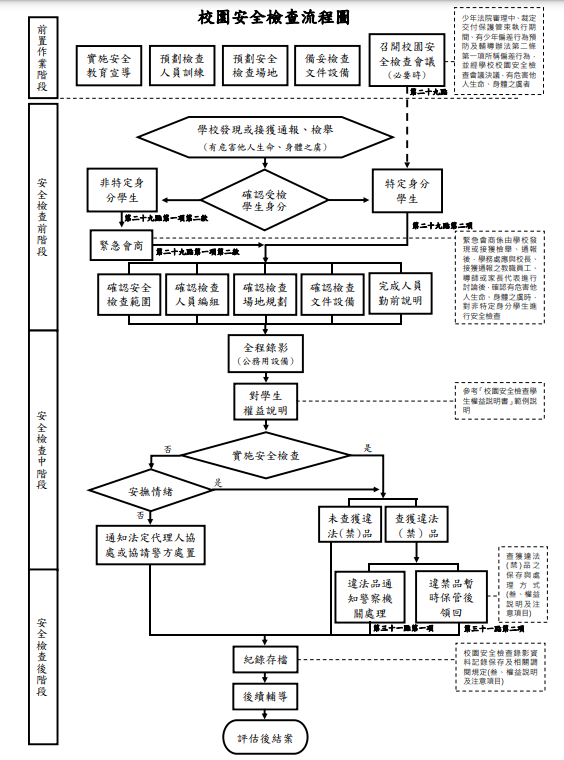 校園安全檢查流程圖
前置作業階段
實施安全
教育宣導
預劃檢查
人員訓練
預劃安全
檢查場地
備妥檢查
文件設備
召開校園安
全檢查會議
(必要時)
第二十九點
少年法院審理中、裁定
交付保護管束執行期
間、有少年偏差行為預
防及輔導辦法第二條
第一項所稱偏差行為,
並經學校校園安全檢
查會議決議,有危害他
人生命、身體之虞者
安全檢查前階段
學校發現或接獲通報、檢舉
(有危害他人生命、身體之虞)
非特定身
分學生
確認受檢
學生身分
特定身分
學生
第二十九點第一項第二款
第二十九點第二項
緊急會商
第二十九點第一項第二款
緊急會商係由學校發
現或接獲檢舉、通報
後,學務處應與校長、
接獲通報之教職員工、
導師或家長代表進行
討論後,確認有危害他
人生命、身體之虞時,
對非特定身分學生進
行安全檢查
確認安全
檢查範圍
確認檢查
人員編組
確認檢查
場地規劃
確認檢查
文件設備
完成人員
勤前說明
安全檢查中階段
全程錄影
(公務用設備)
對學生
權益說明
參考「校園安全檢查學
生權益說明書」範例說
明
實施安全檢查
否
是
安撫情緒
是
否
通知法定代理人協
處或協請警方處置
未查獲違
法(禁)品
查獲違法
(禁)品
查獲違法
(禁)品之
保存與處
理方式
(叁、權益
說明及注
意項目)
安全檢查後階段
違法品通
知警察機
關處理
違禁品暫
時保管後
領回
第三十一點第一項
第三十一點第二項
紀錄存檔
校園安全檢查錄影資
料記錄保存及相關調
閱規定(叁、權益說明
及注意項目)
後續輔導
評估後結案